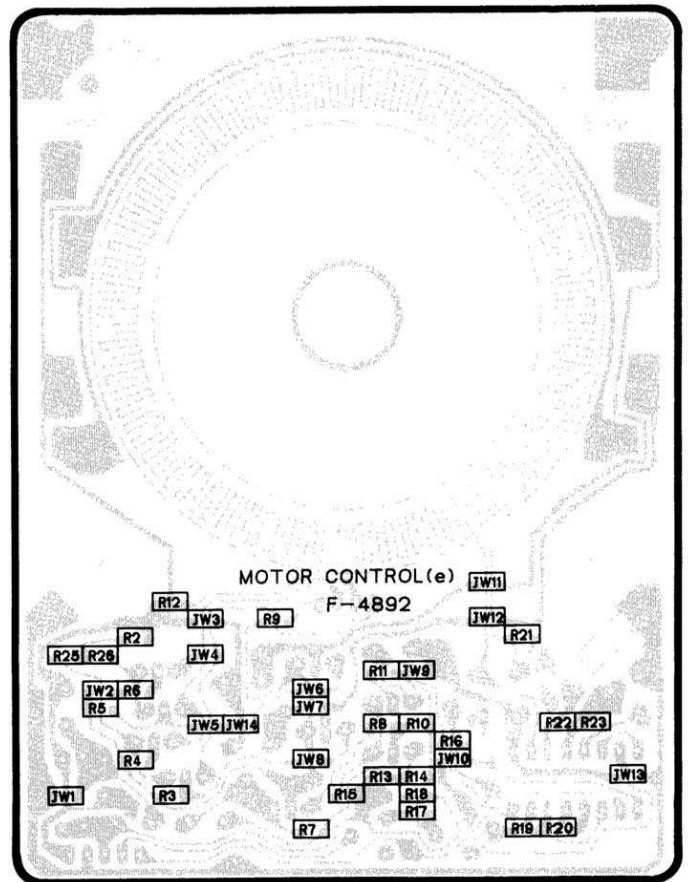 MOTOR CONTROL(e) JW11
R12 F-4892
JW3 R9 JW12
R2 R21
R25 R26 JW4
R11 JW9
JW2 R6 JW6
R5 JW7
JW5 JW14 R8 R10 R22 R23
R16
R4 JW8 JW10
R13 R14 JW13
JW1 R3 R15 R18
R17
R7 R19 R20